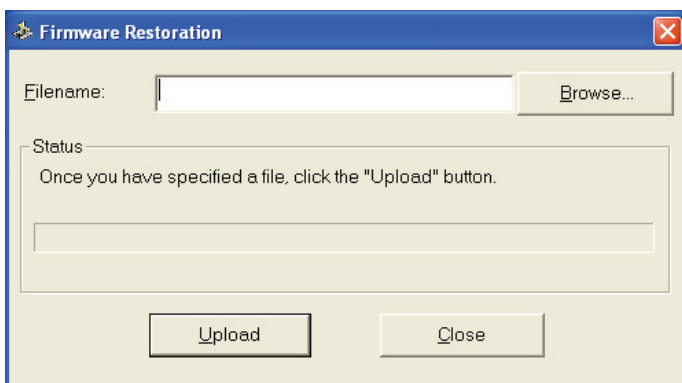 Firmware Restoration
Filename:
Browse...
Status
Once you have specified a file, click the "Upload" button.
Upload
Close